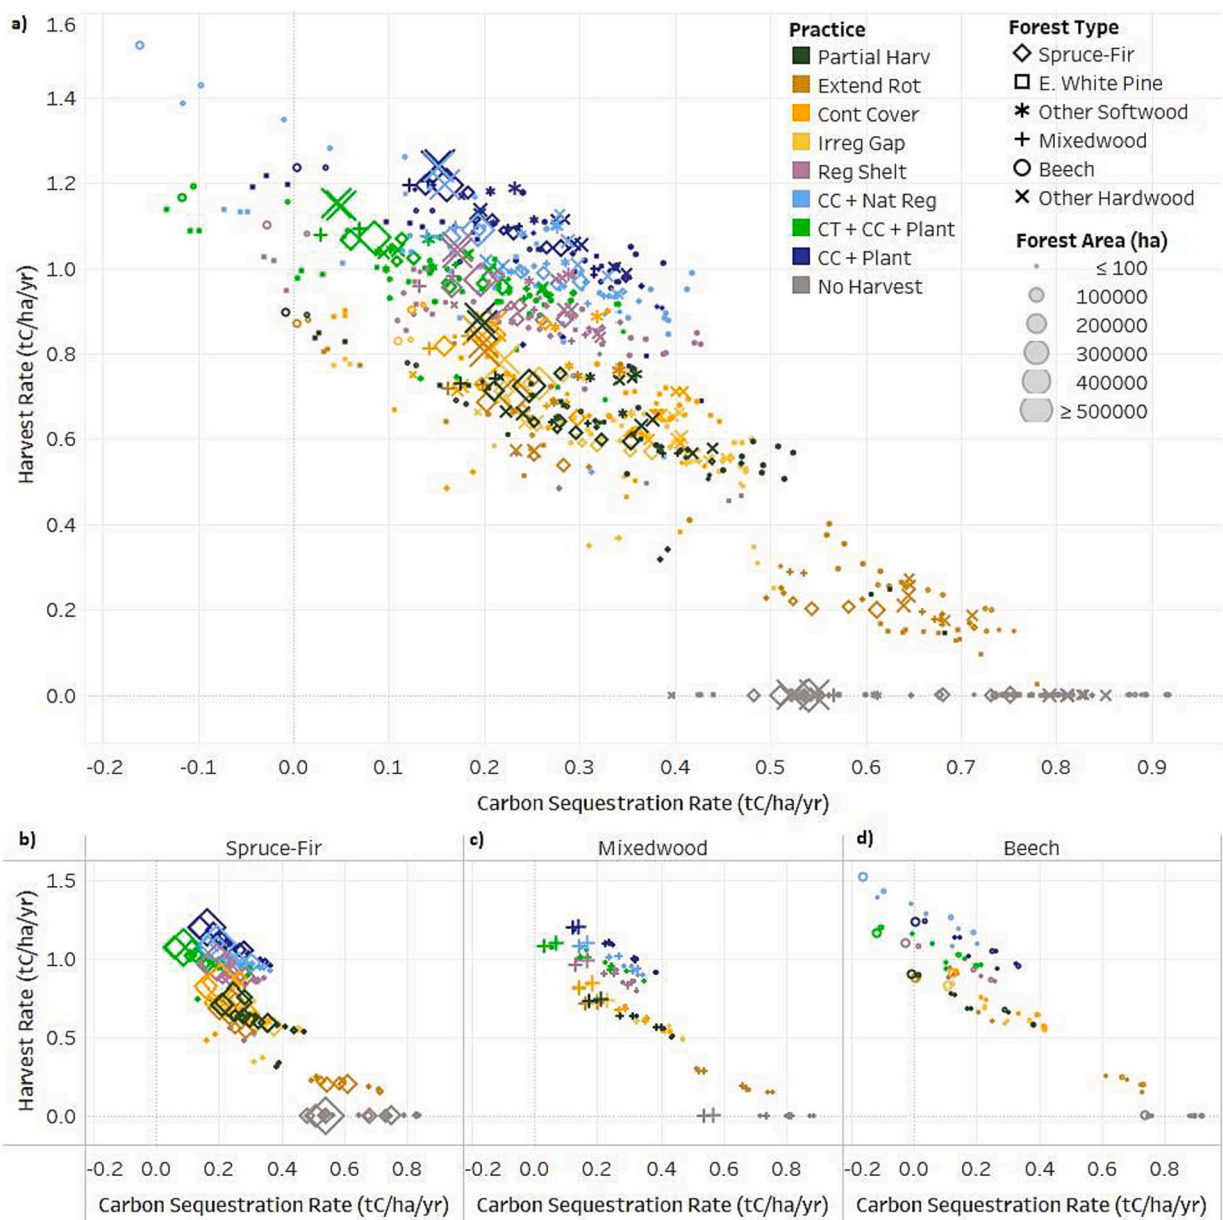 a)
1.6
1.4
1.2
1.0
0.8
0.6
0.4
0.2
0.0
Harvest Rate (tC/ha/yr)
-0.2 -0.1 0.0 0.1 0.2 0.3 0.4 0.5 0.6 0.7 0.8 0.9
Carbon Sequestration Rate (tC/ha/yr)
Practice
Partial Harv
Extend Rot
Cont Cover
Irreg Gap
Reg Shelt
CC + Nat Reg
CT + CC + Plant
CC + Plant
No Harvest
Forest Type
Spruce-Fir
E. White Pine
Other Softwood
Mixedwood
Beech
Other Hardwood
Forest Area (ha)
≤ 100
100000
200000
300000
400000
≥ 500000
b) Spruce-Fir
c) Mixedwood
d) Beech
1.5
1.0
0.5
0.0
Harvest Rate (tC/ha/yr)
-0.2 0.0 0.2 0.4 0.6 0.8
-0.2 0.0 0.2 0.4 0.6 0.8
-0.2 0.0 0.2 0.4 0.6 0.8
Carbon Sequestration Rate (tC/ha/yr)
Carbon Sequestration Rate (tC/ha/yr)
Carbon Sequestration Rate (tC/ha/yr)